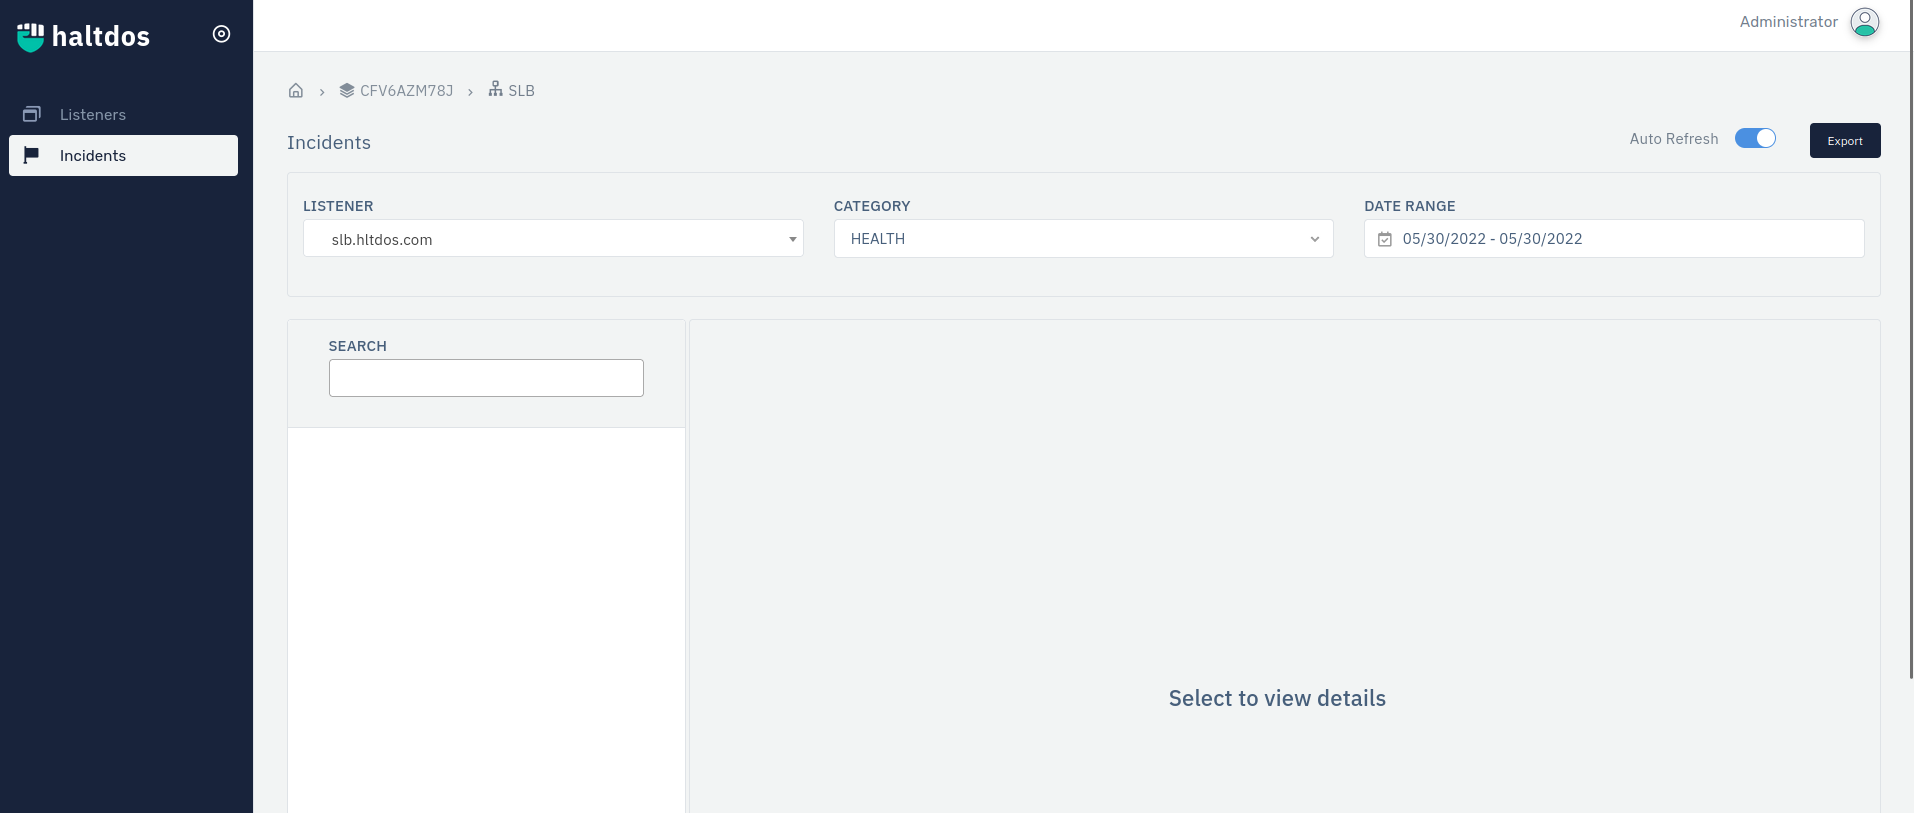 haltdos
Administrator
Listeners
Incidents
CFV6AZM78J
SLB
Incidents
Auto Refresh
Export
LISTENER
CATEGORY
DATE RANGE
slb.hltdos.com
HEALTH
05/30/2022 - 05/30/2022
SEARCH
Select to view details